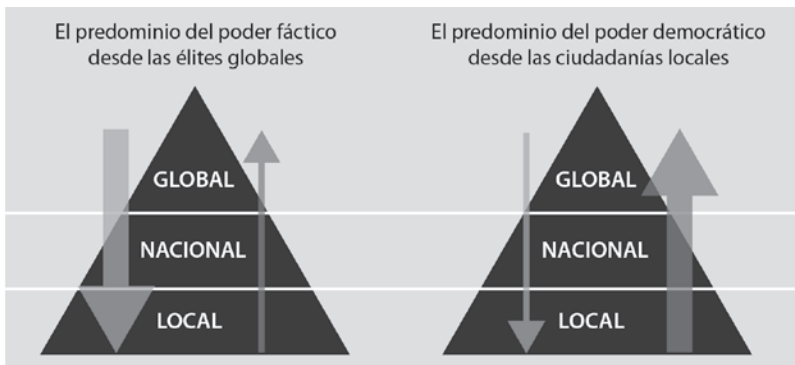 El predominio del poder fáctico
desde las élites globales
GLOBAL
NACIONAL
LOCAL
El predominio del poder democrático
desde las ciudadanías locales
GLOBAL
NACIONAL
LOCAL